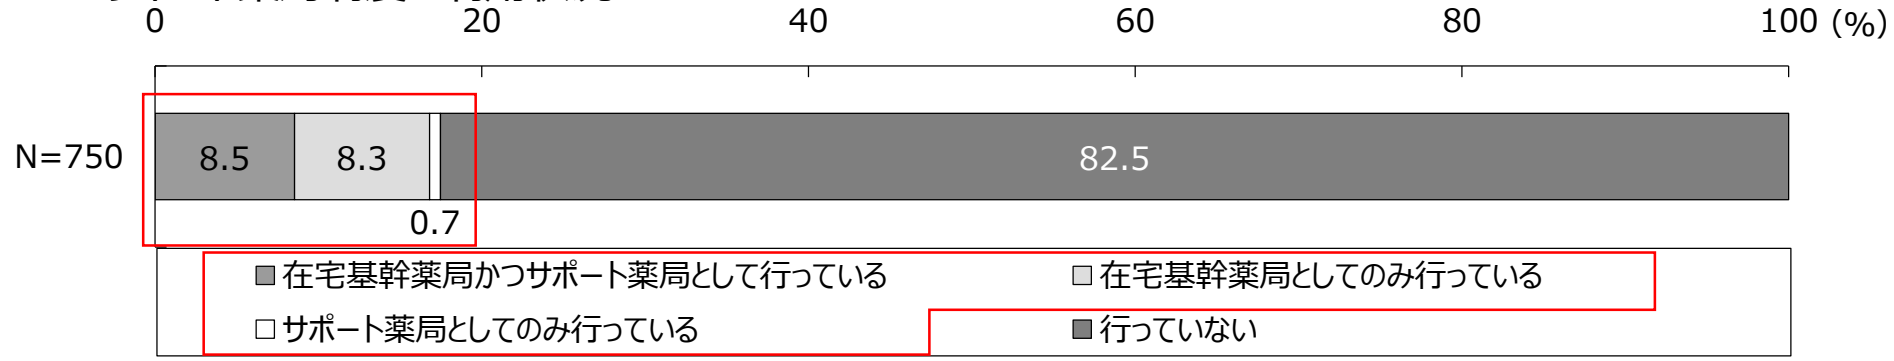 0 20 40 60 80 100 (%)
N=750 8.5 8.3 82.5
0.7
在宅基幹薬局かつサポート薬局として行っている 在宅基幹薬局としてのみ行っている
サポート薬局としてのみ行っている 行っていない